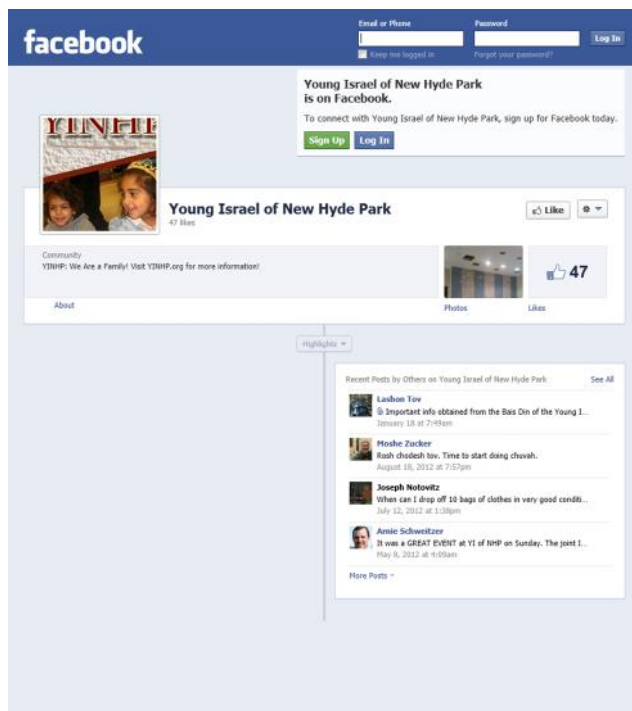 facebook
Email or Phone
Password
Log In
Keep me logged in
Forgot your password?
Young Israel of New Hyde Park
is on Facebook.
To connect with Young Israel of New Hyde Park, sign up for Facebook today.
Sign Up
Log In
YINHP
Young Israel of New Hyde Park
47 likes
Like
Community
YINHP: We Are a Family! Visit YINHP.org for more information!
47
About
Photos
Likes
Highlights
Recent Posts by Others on Young Israel of New Hyde Park
See All
Lashon Tov
Important info obtained from the Bais Din of the Young I...
January 18 at 7:49am
Moshe Zucker
Rosh chodesh tov. Time to start doing chuvah.
August 18, 2012 at 7:57pm
Joseph Notovitz
When can I drop off 10 bags of clothes in very good conditi...
July 12, 2012 at 1:38pm
Amie Schweitzer
It was a GREAT EVENT at YI of NHP on Sunday. The joint I...
May 8, 2012 at 4:09am
More Posts